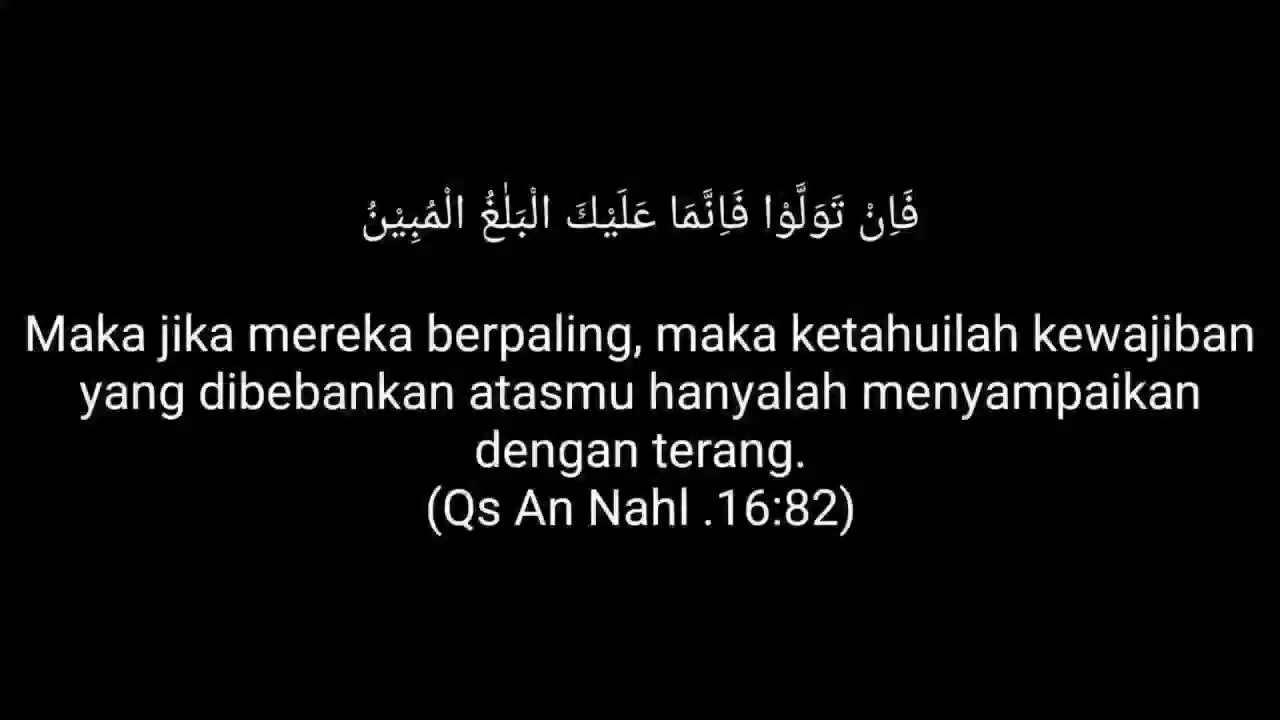 فَاِنْ تَوَلَّوْا فَاِنَّمَا عَلَيْكَ الْبَلٰغُ الْمُبِيْنُ
Maka jika mereka berpaling, maka ketahuilah kewajiban
yang dibebankan atasmu hanyalah menyampaikan
dengan terang.
(Qs An Nahl .16:82)